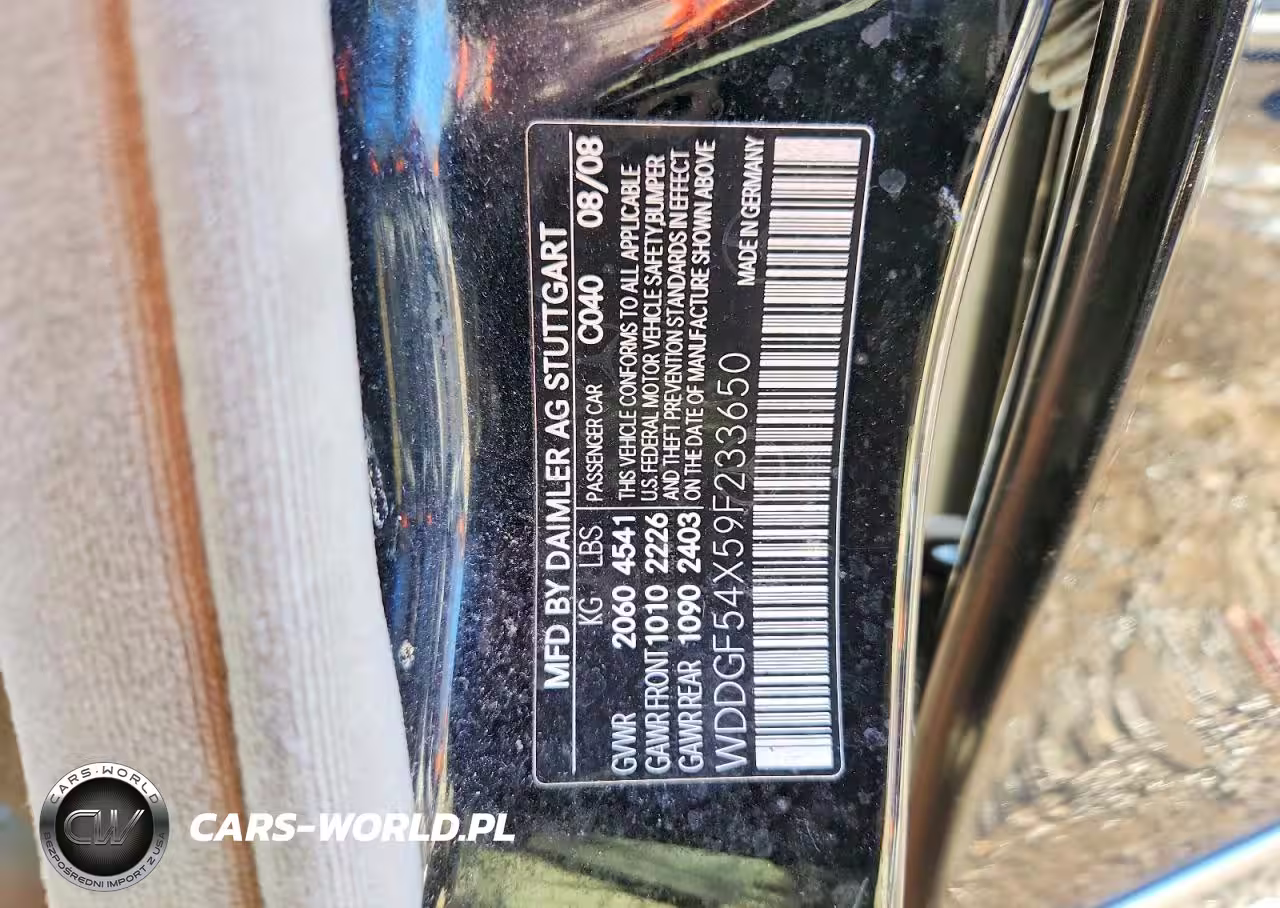 MFD BY DAIMLER AG STUTTGART
KG LBS PASSENGER CAR C040 08/08
GVWR 2060 4541 THIS VEHICLE CONFORMS TO ALL APPLICABLE
GAWR FRONT 1010 2226 U.S. FEDERAL MOTOR VEHICLE SAFETY,BUMPER
GAWR REAR 1090 2403 AND THEFT PREVENTION STANDARDS IN EFFECT
ON THE DATE OF MANUFACTURE SHOWN ABOVE
WDDGF54X59F233650 MADE IN GERMANY
CARS-WORLD
CW
BEZPOŚREDNI IMPORT Z USA
CARS-WORLD.PL